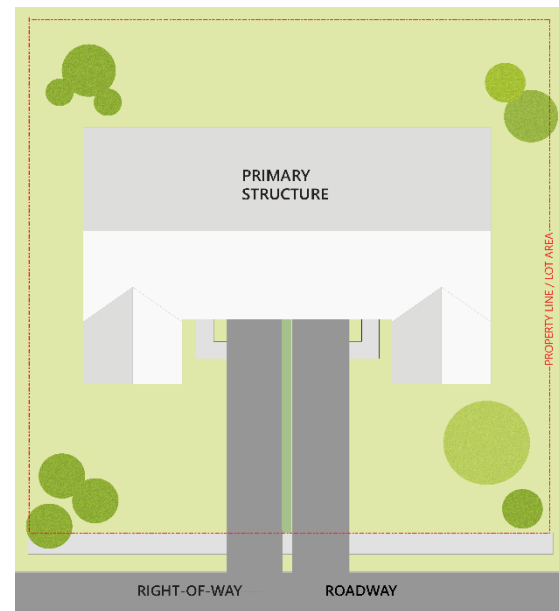 PRIMARY
STRUCTURE
PROPERTY LINE / LOT AREA
RIGHT-OF-WAY
ROADWAY